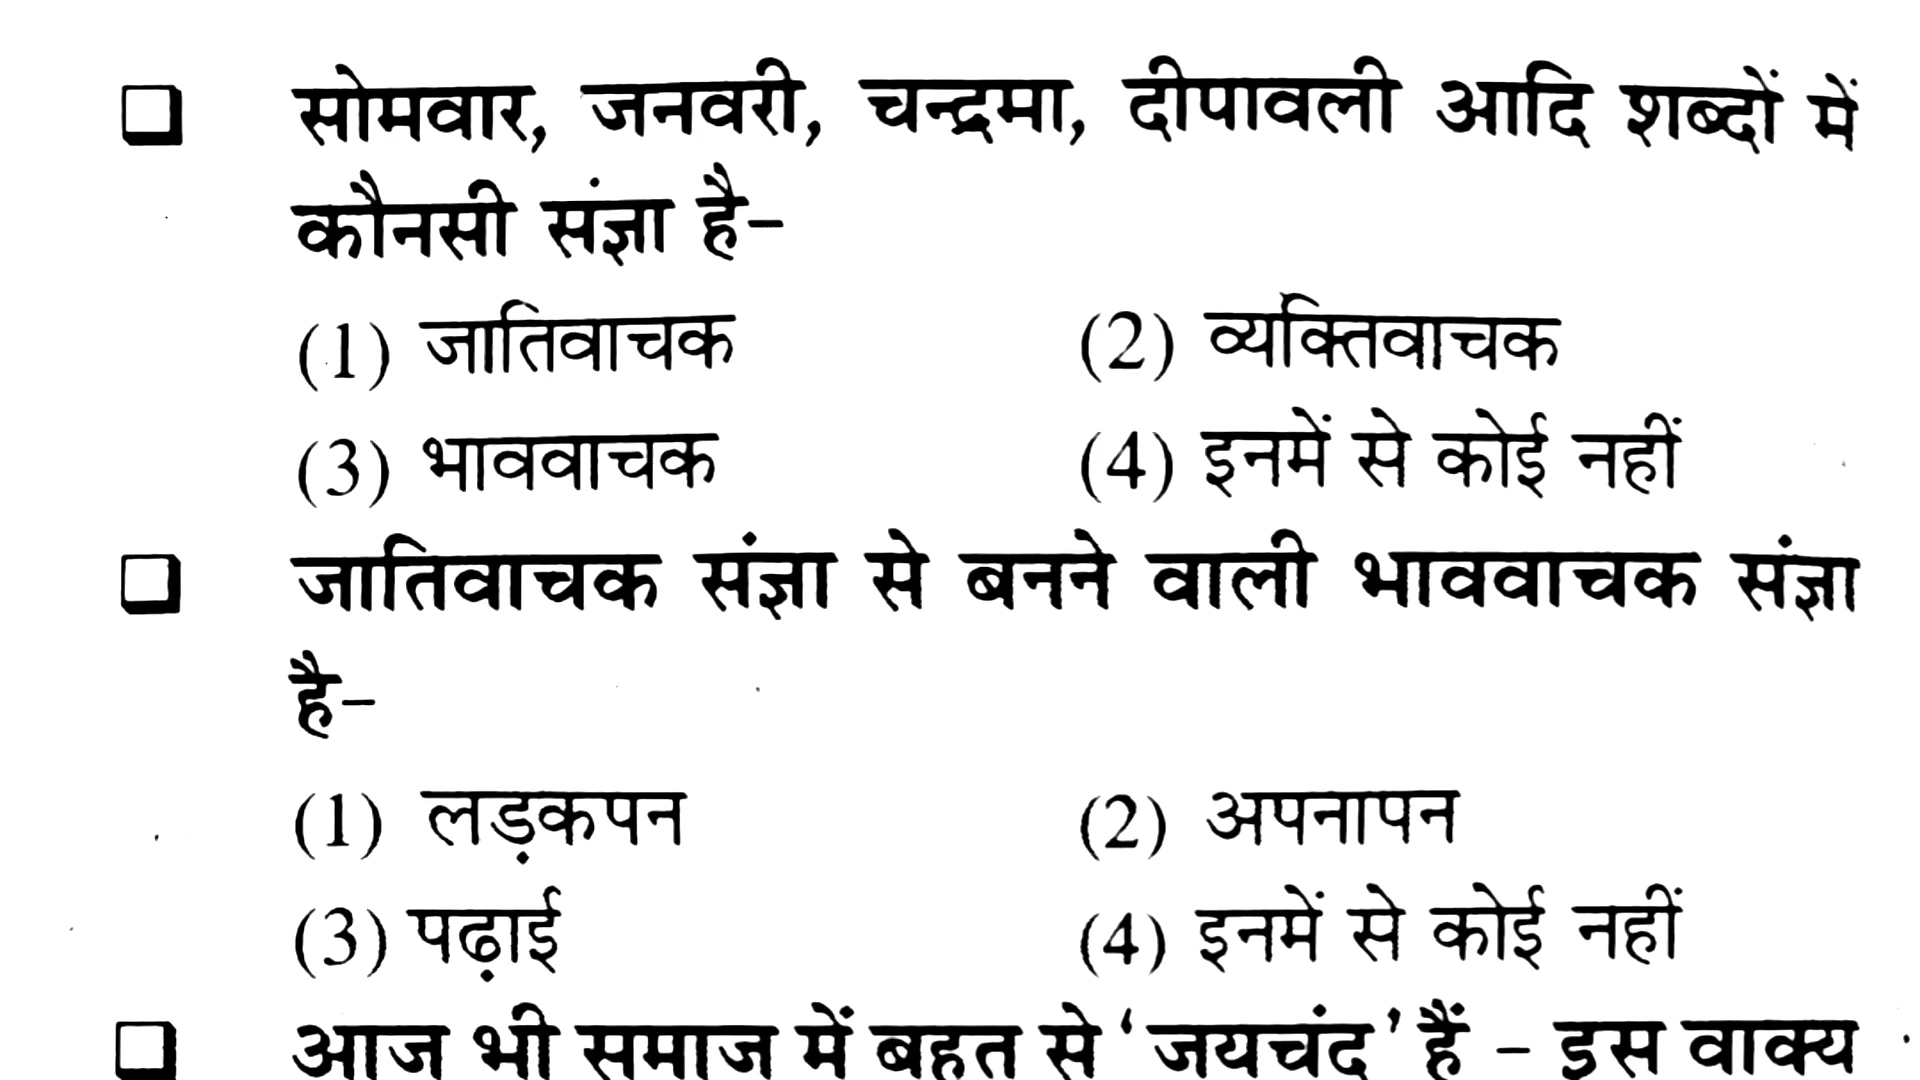 सोमवार, जनवरी, चन्द्रमा, दीपावली आदि शब्दों में
कौनसी संज्ञा है–
(1) जातिवाचक (2) व्यक्तिवाचक
(3) भाववाचक (4) इनमें से कोई नहीं
जातिवाचक संज्ञा से बनने वाली भाववाचक संज्ञा
है–
(1) लड़कपन (2) अपनापन
(3) पढ़ाई (4) इनमें से कोई नहीं
आज भी समाज में बहुत से ‘जयचंद’ हैं – इस वाक्य